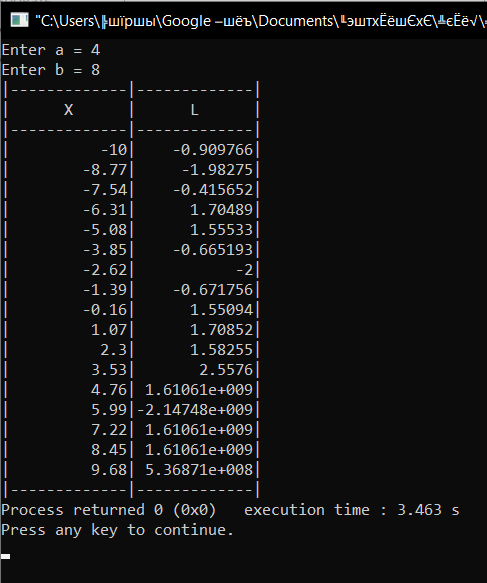 "C:\Users\╠шїршы\Google –шёъ\Documents\╙эштхЁёшЄхЄ\╩єЁё√\
Enter a = 4
Enter b = 8
|-------------|-------------|
|      X      |      L      |
|-------------|-------------|
|          -10|    -0.909766|
|        -8.77|     -1.98275|
|        -7.54|    -0.415652|
|        -6.31|      1.70489|
|        -5.08|      1.55533|
|        -3.85|    -0.665193|
|        -2.62|           -2|
|        -1.39|    -0.671756|
|        -0.16|      1.55094|
|         1.07|      1.70852|
|          2.3|      1.58255|
|         3.53|       2.5576|
|         4.76| 1.61061e+009|
|         5.99|-2.14748e+009|
|         7.22| 1.61061e+009|
|         8.45| 1.61061e+009|
|         9.68| 5.36871e+008|
|-------------|-------------|
Process returned 0 (0x0)   execution time : 3.463 s
Press any key to continue.